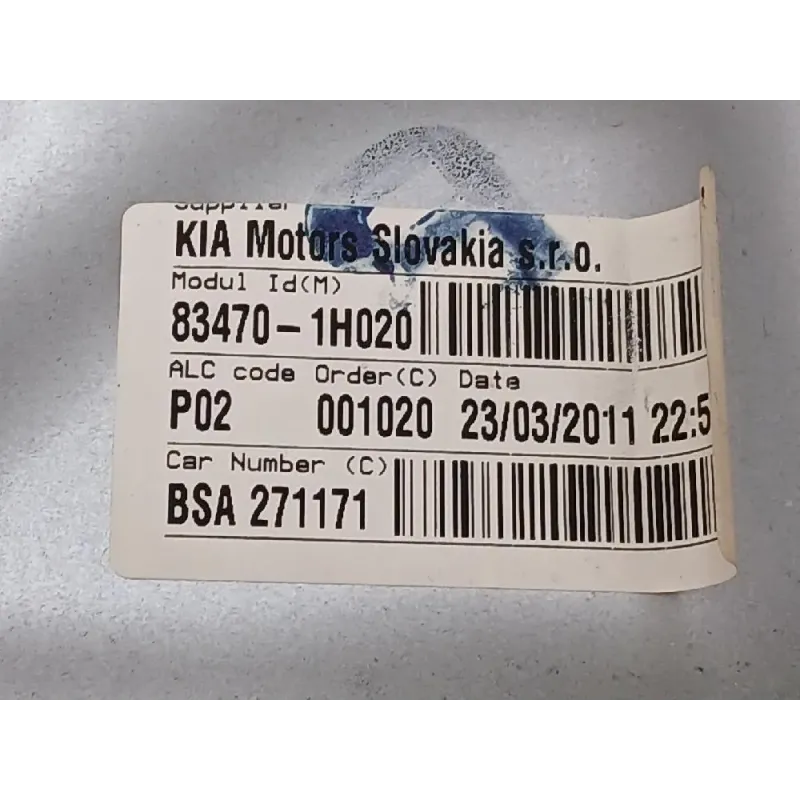 Supplier
KIA Motors Slovakia s.r.o.
Modul Id(M)
83470-1H020
ALC code Order(C) Date
P02 001020 23/03/2011 22:5
Car Number (C)
BSA 271171